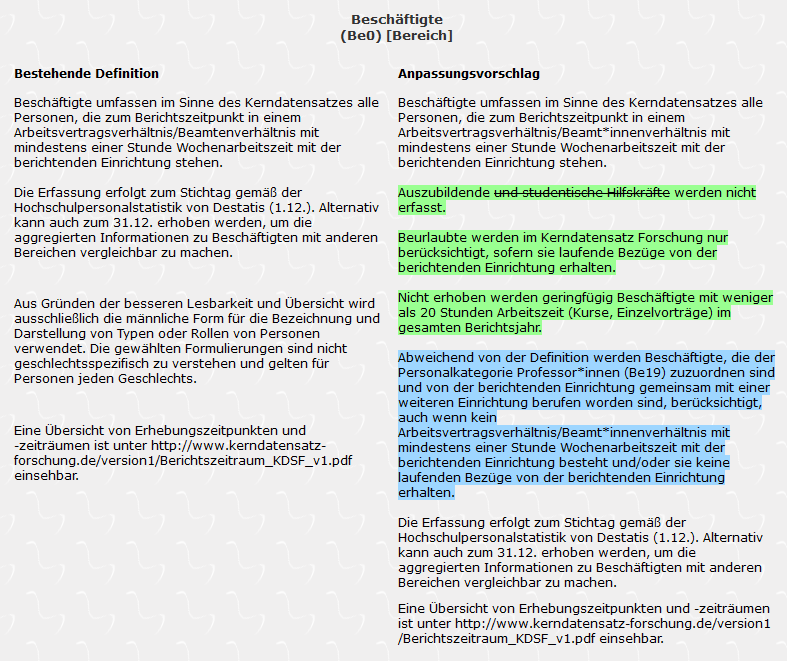 Beschäftigte
(Be0) [Bereich]
Bestehende Definition
Beschäftigte umfassen im Sinne des Kerndatensatzes alle
Personen, die zum Berichtszeitpunkt in einem
Arbeitsvertragsverhältnis/Beamtenverhältnis mit
mindestens einer Stunde Wochenarbeitszeit mit der
berichtenden Einrichtung stehen.
Die Erfassung erfolgt zum Stichtag gemäß der
Hochschulpersonalstatistik von Destatis (1.12.). Alternativ
kann auch zum 31.12. erhoben werden, um die
aggregierten Informationen zu Beschäftigten mit anderen
Bereichen vergleichbar zu machen.
Aus Gründen der besseren Lesbarkeit und Übersicht wird
ausschließlich die männliche Form für die Bezeichnung und
Darstellung von Typen oder Rollen von Personen
verwendet. Die gewählten Formulierungen sind nicht
geschlechtsspezifisch zu verstehen und gelten für
Personen jeden Geschlechts.
Eine Übersicht von Erhebungszeitpunkten und
-zeiträumen ist unter http://www.kerndatensatz-
forschung.de/version1/Berichtszeitraum_KDSF_v1.pdf
einsehbar.
Anpassungsvorschlag
Beschäftigte umfassen im Sinne des Kerndatensatzes alle
Personen, die zum Berichtszeitpunkt in einem
Arbeitsvertragsverhältnis/Beamt*innenverhältnis mit
mindestens einer Stunde Wochenarbeitszeit mit der
berichtenden Einrichtung stehen.
Auszubildende und studentische Hilfskräfte werden nicht
erfasst.
Beurlaubte werden im Kerndatensatz Forschung nur
berücksichtigt, sofern sie laufende Bezüge von der
berichtenden Einrichtung erhalten.
Nicht erhoben werden geringfügig Beschäftigte mit weniger
als 20 Stunden Arbeitszeit (Kurse, Einzelvorträge) im
gesamten Berichtsjahr.
Abweichend von der Definition werden Beschäftigte, die der
Personalkategorie Professor*innen (Be19) zuzuordnen sind
und von der berichtenden Einrichtung gemeinsam mit einer
weiteren Einrichtung berufen worden sind, berücksichtigt,
auch wenn kein
Arbeitsvertragsverhältnis/Beamt*innenverhältnis mit
mindestens einer Stunde Wochenarbeitszeit mit der
berichtenden Einrichtung besteht und/oder sie keine
laufenden Bezüge von der berichtenden Einrichtung
erhalten.
Die Erfassung erfolgt zum Stichtag gemäß der
Hochschulpersonalstatistik von Destatis (1.12.). Alternativ
kann auch zum 31.12. erhoben werden, um die
aggregierten Informationen zu Beschäftigten mit anderen
Bereichen vergleichbar zu machen.
Eine Übersicht von Erhebungszeitpunkten und -zeiträumen
ist unter http://www.kerndatensatz-forschung.de/version1
/Berichtszeitraum_KDSF_v1.pdf einsehbar.